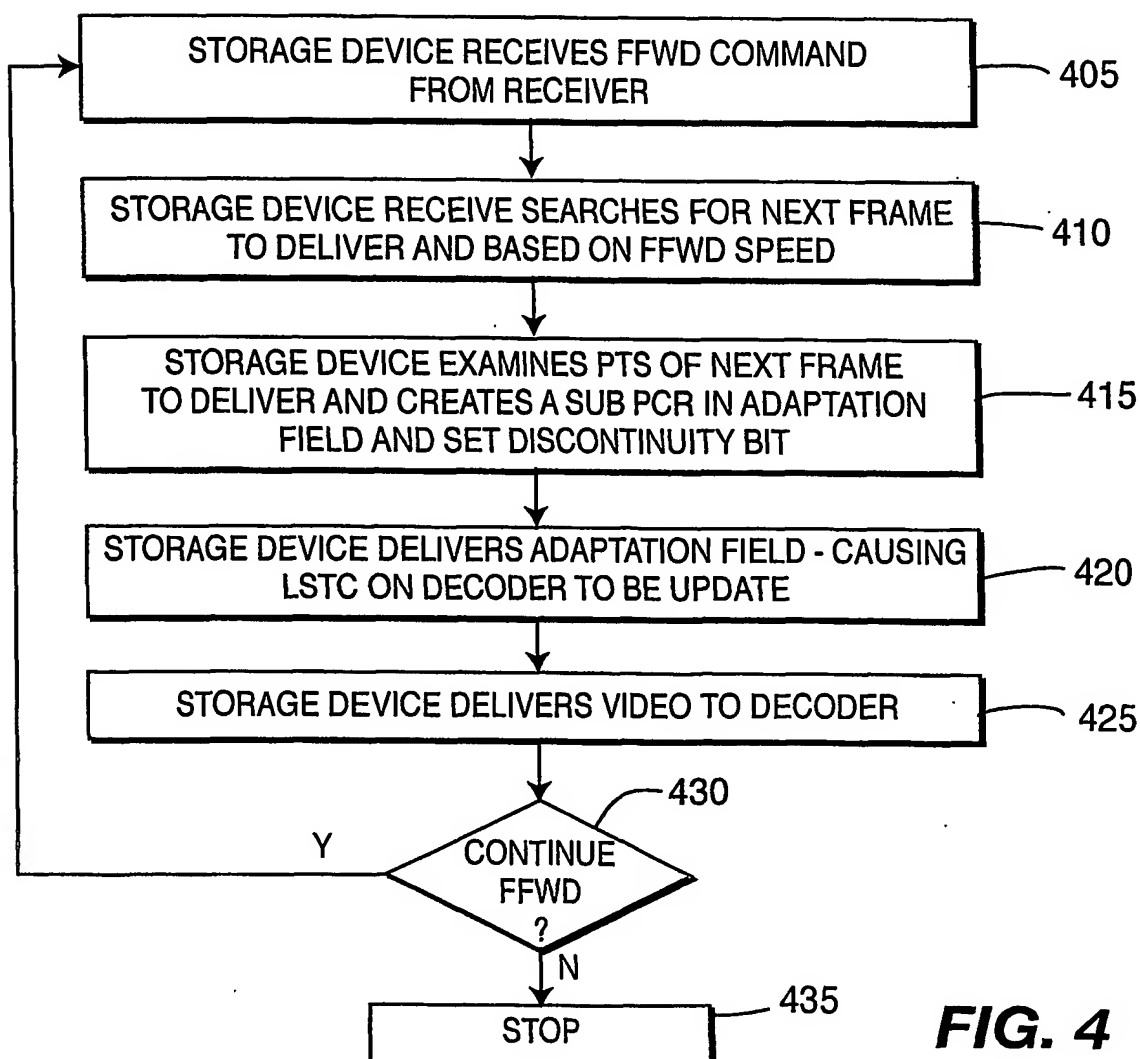 STORAGE DEVICE RECEIVES FFWD COMMAND
FROM RECEIVER
405
STORAGE DEVICE RECEIVE SEARCHES FOR NEXT FRAME
TO DELIVER AND BASED ON FFWD SPEED
410
STORAGE DEVICE EXAMINES PTS OF NEXT FRAME
TO DELIVER AND CREATES A SUB PCR IN ADAPTATION
FIELD AND SET DISCONTINUITY BIT
415
STORAGE DEVICE DELIVERS ADAPTATION FIELD - CAUSING
LSTC ON DECODER TO BE UPDATE
420
STORAGE DEVICE DELIVERS VIDEO TO DECODER
425
430
Y
CONTINUE
FFWD
?
N
STOP
435
FIG. 4